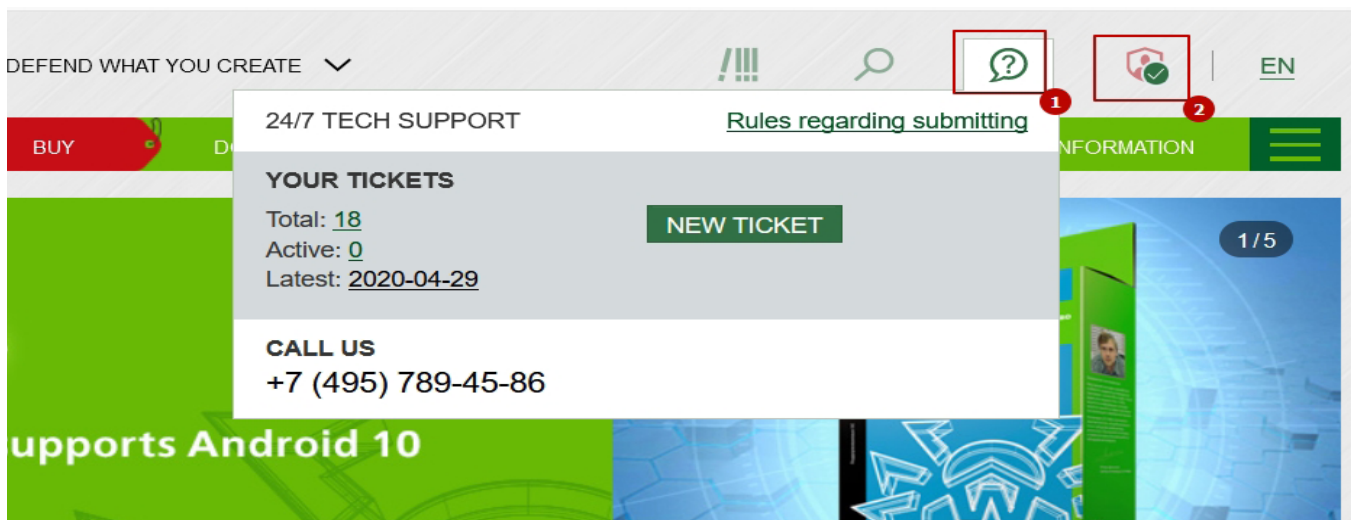 DEFEND WHAT YOU CREATE
/!!!
EN
1
2
24/7 TECH SUPPORT
Rules regarding submitting
BUY
D
NFORMATION
YOUR TICKETS
Total: 18
NEW TICKET
1/5
Active: 0
Latest: 2020-04-29
CALL US
+7 (495) 789-45-86
upports Android 10